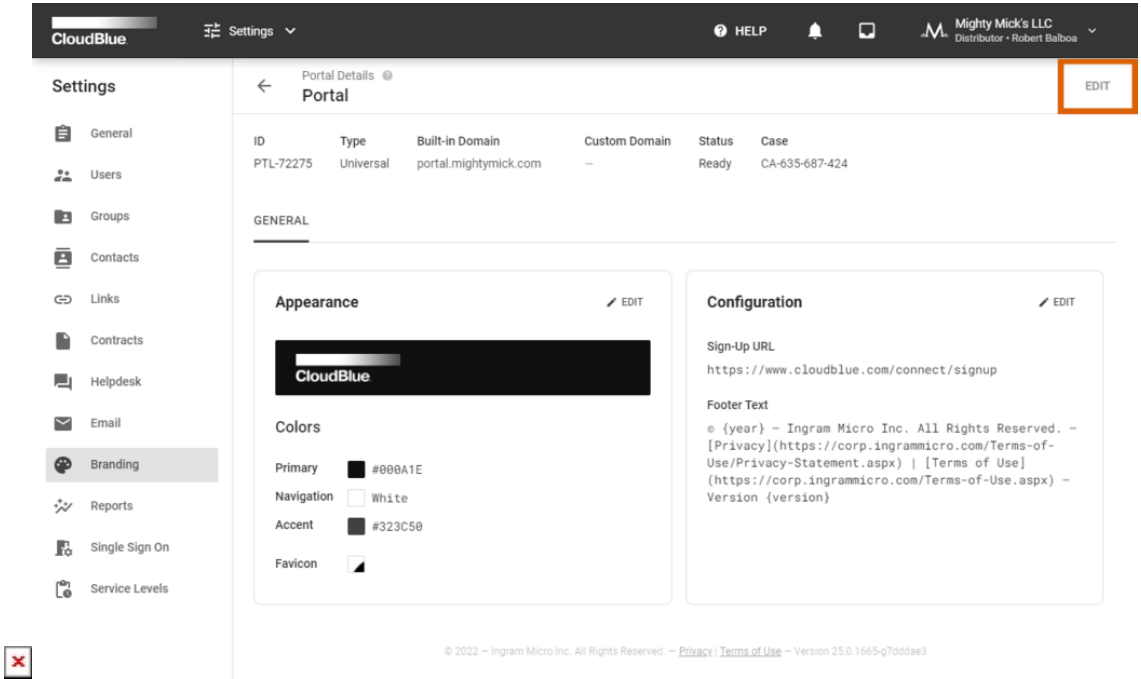 CloudBlue
Settings
HELP
Mighty Mick's LLC
Distributor • Robert Balboa
Settings
General
Users
Groups
Contacts
Links
Contracts
Helpdesk
Email
Branding
Reports
Single Sign On
Service Levels
Portal Details
Portal
EDIT
ID Type Built-in Domain Custom Domain Status Case
PTL-72275 Universal portal.mightymick.com — Ready CA-635-687-424
GENERAL
Appearance
EDIT
CloudBlue
Colors
Primary #000A1E
Navigation White
Accent #323C50
Favicon
Configuration
EDIT
Sign-Up URL
https://www.cloudblue.com/connect/signup
Footer Text
© {year} — Ingram Micro Inc. All Rights Reserved. —
[Privacy](https://corp.ingrammicro.com/Terms-of-
Use/Privacy-Statement.aspx) | [Terms of Use]
(https://corp.ingrammicro.com/Terms-of-Use.aspx) —
Version {version}
© 2022 — Ingram Micro Inc. All Rights Reserved. — Privacy | Terms of Use — Version 25.0.1665-g7dddae3